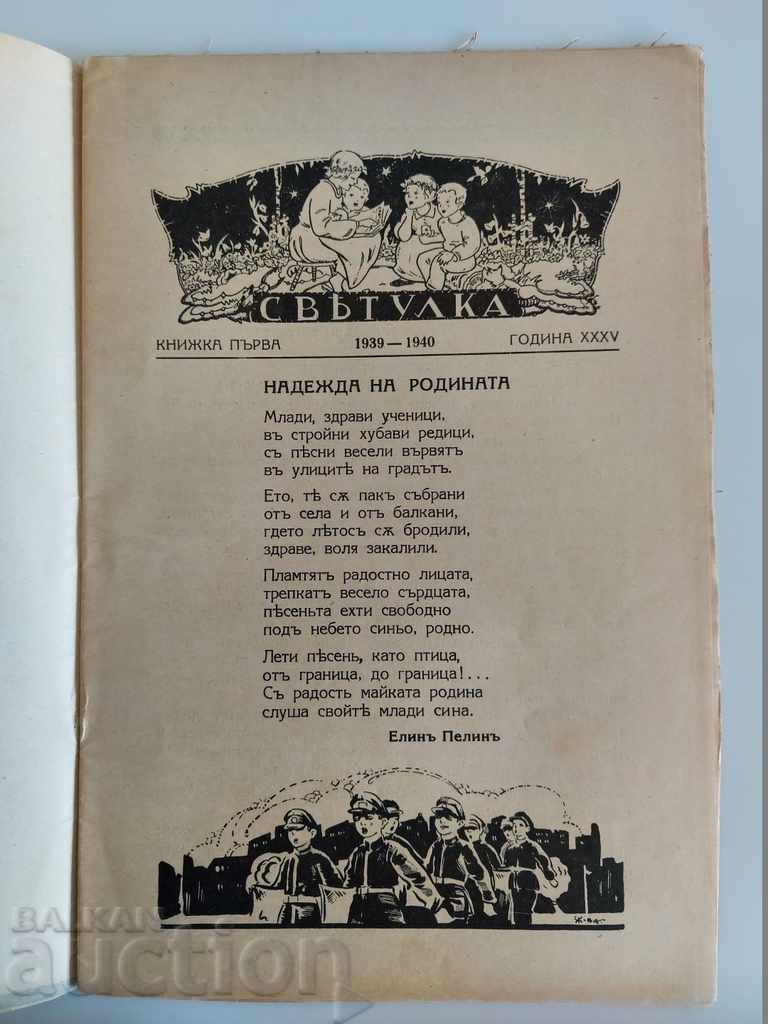 СВѢТУЛКА
КНИЖКА ПЪРВА 1939 — 1940 ГОДИНА XXXV
НАДЕЖДА НА РОДИНАТА
Млади, здрави ученици,
въ стройни хубави редици,
съ пѣсни весели вървятъ
въ улицитѣ на градътъ.
Ето, тѣ сѫ пакъ събрани
отъ села и отъ балкани,
гдето лѣтосъ сѫ бродили,
здраве, воля закалили.
Пламтятъ радостно лицата,
трепкатъ весело сърдцата,
пѣсеньта ехти свободно
подъ небето синьо, родно.
Лети пѣсень, като птица,
отъ граница, до граница!...
Съ радость майката родина
слуша свойтѣ млади сина.
Елинъ Пелинъ
БАЛКАН
auction